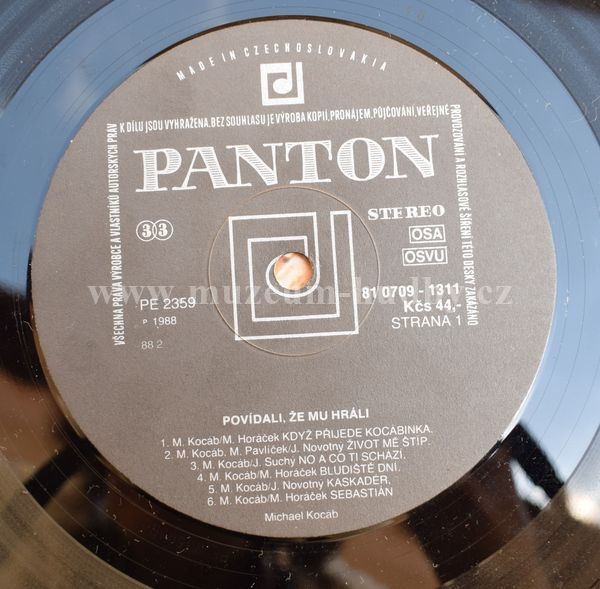 MADE IN CZECHOSLOVAKIA
VŠECHNA PRÁVA VÝROBCE A VLASTNÍKŮ AUTORSKÝCH PRÁV
K DÍLU JSOU VYHRAŽENA. BEZ SOUHLASU JE VÝROBA KOPIÍ, PRONÁJEM, PŮJČOVÁNÍ, VEŘEJNÉ
PROVOZOVÁNÍ A ROZHLASOVÉ ŠÍŘENÍ TÉTO DESKY ZAKÁZÁNO
PANTON
33
STEREO
OSA
OSVU
www.muzeum-hudby.cz
PE 2359
P 1988
88 2
81 0709 - 1311
Kčs 44,-
STRANA 1
POVÍDALI, ŽE MU HRÁLI
1. M. Kocáb/M. Horáček KDYŽ PŘIJEDE KOCÁBINKA.
2. M. Kocáb, M. Pavlíček/J. Novotný ŽIVOT MÉ ŠTÍP.
3. M. Kocáb/J. Suchý NO A CO TI SCHÁZÍ.
4. M. Kocáb/M. Horáček BLUDIŠTĚ DNÍ.
5. M. Kocáb/J. Novotný KASKADÉR.
6. M. Kocáb/M. Horáček SEBASTIÁN
Michael Kocáb